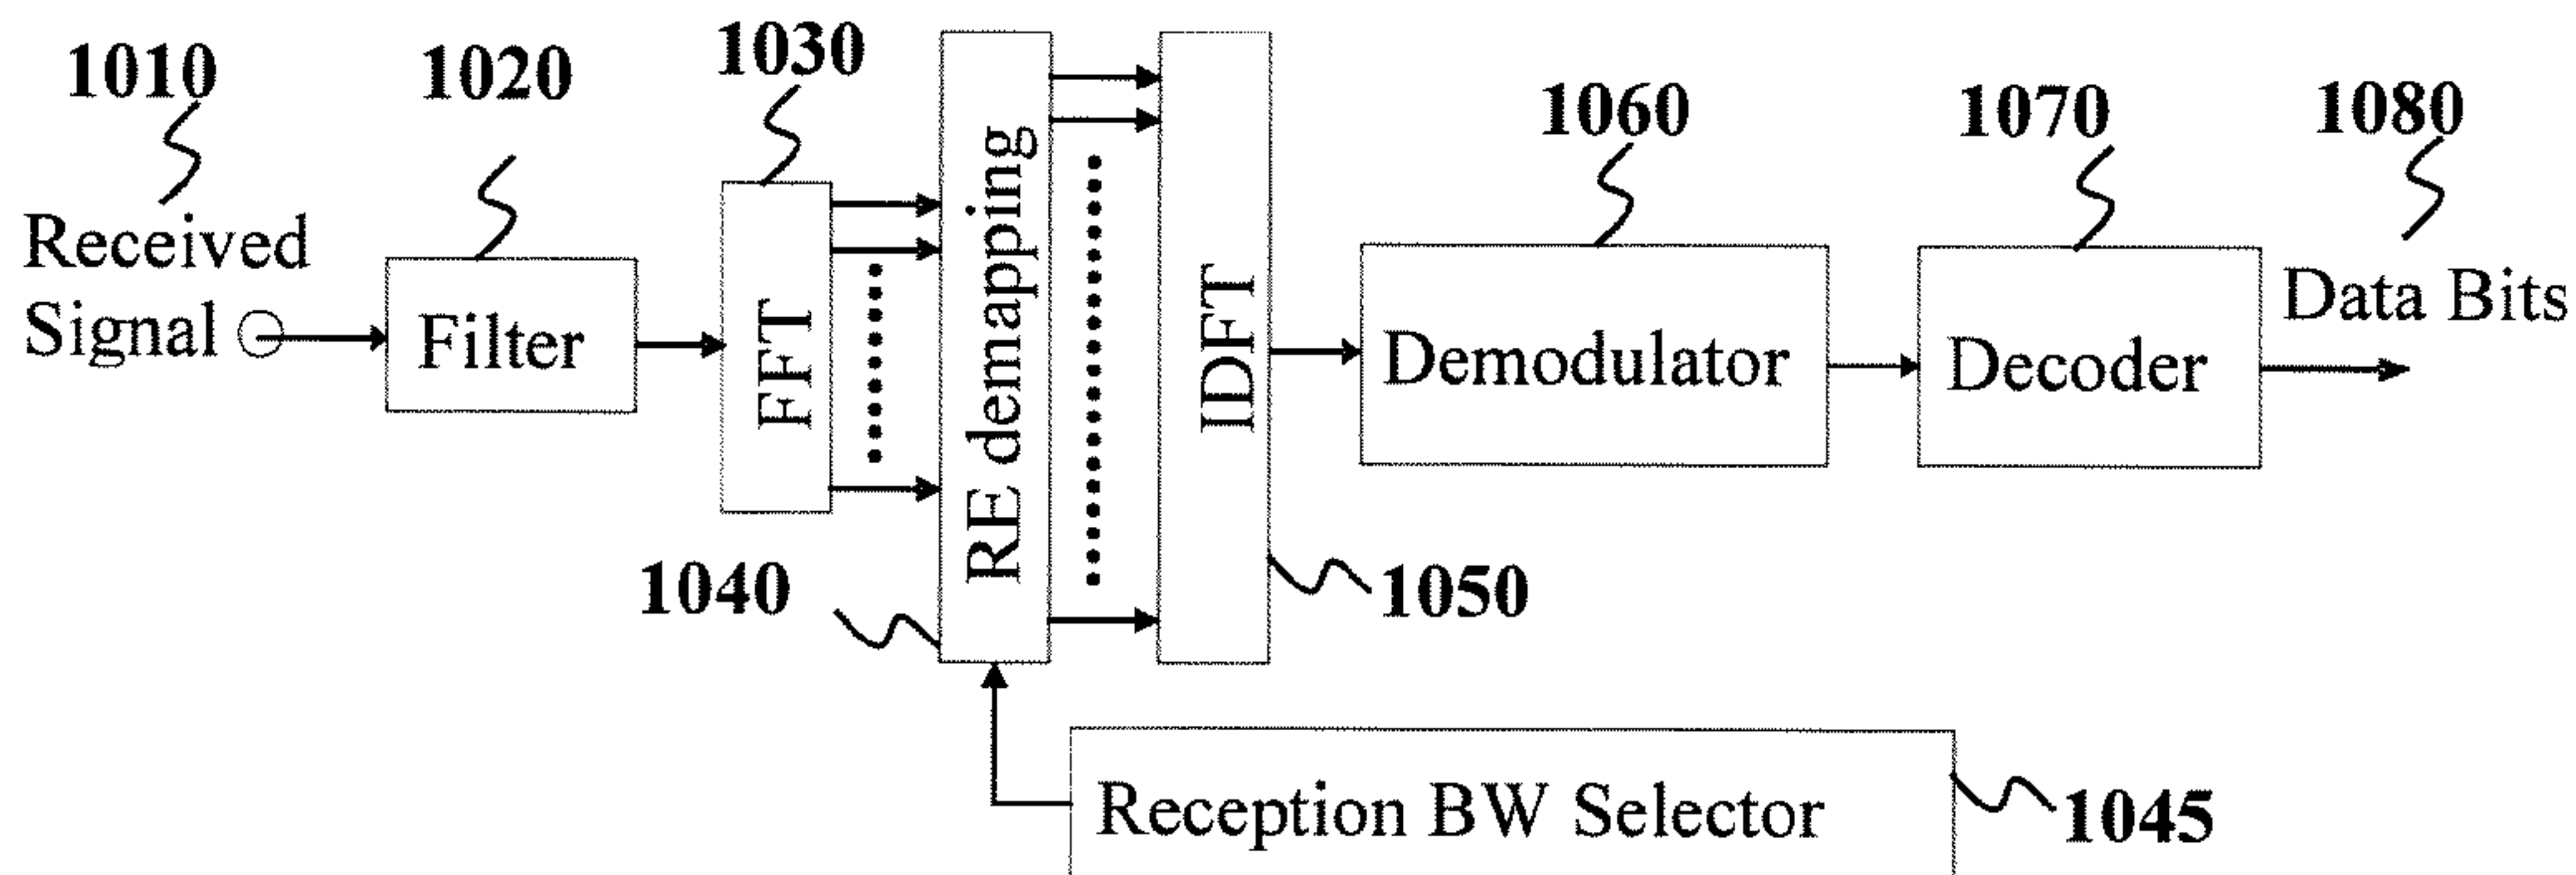 1010
1020
1030
1060
1070
1080
Received
Signal
Filter
FFT
RE demapping
IDFT
Demodulator
Decoder
Data Bits
1040
1050
Reception BW Selector
1045